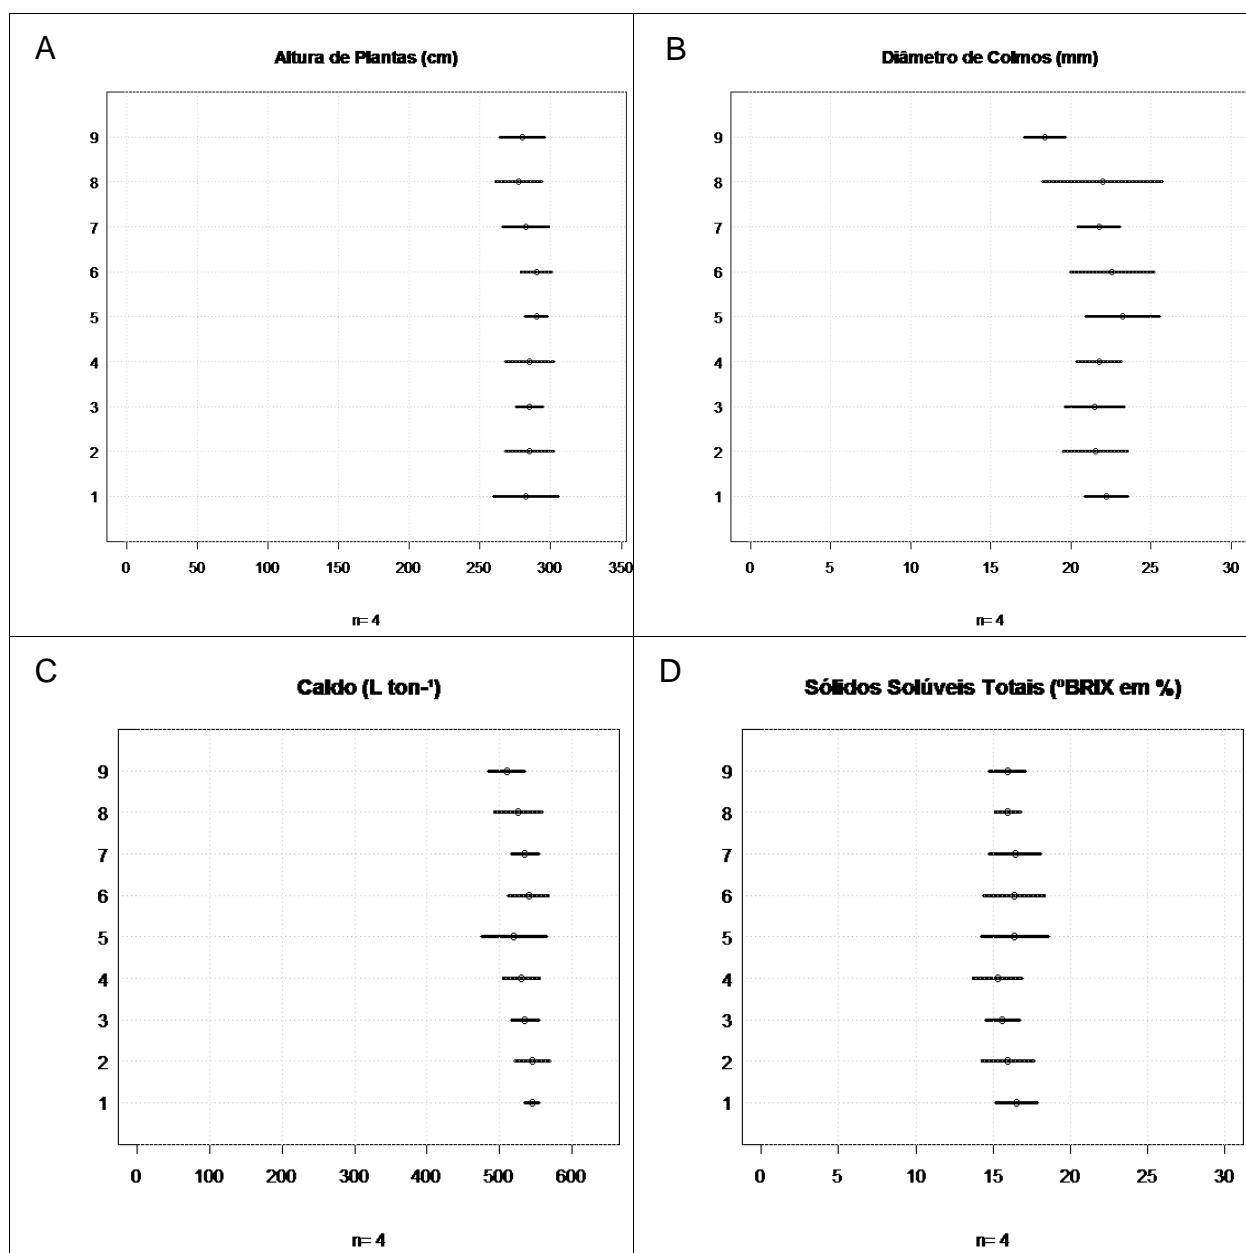 A
Altura de Plantas (cm)
9
8
7
6
5
4
3
2
1
0 50 100 150 200 250 300 350
n= 4
B
Diâmetro de Colmos (mm)
9
8
7
6
5
4
3
2
1
0 5 10 15 20 25 30
n= 4
C
Caldo (L ton-¹)
9
8
7
6
5
4
3
2
1
0 100 200 300 400 500 600
n= 4
D
Sólidos Solúveis Totais (ºBRIX em %)
9
8
7
6
5
4
3
2
1
0 5 10 15 20 25 30
n= 4